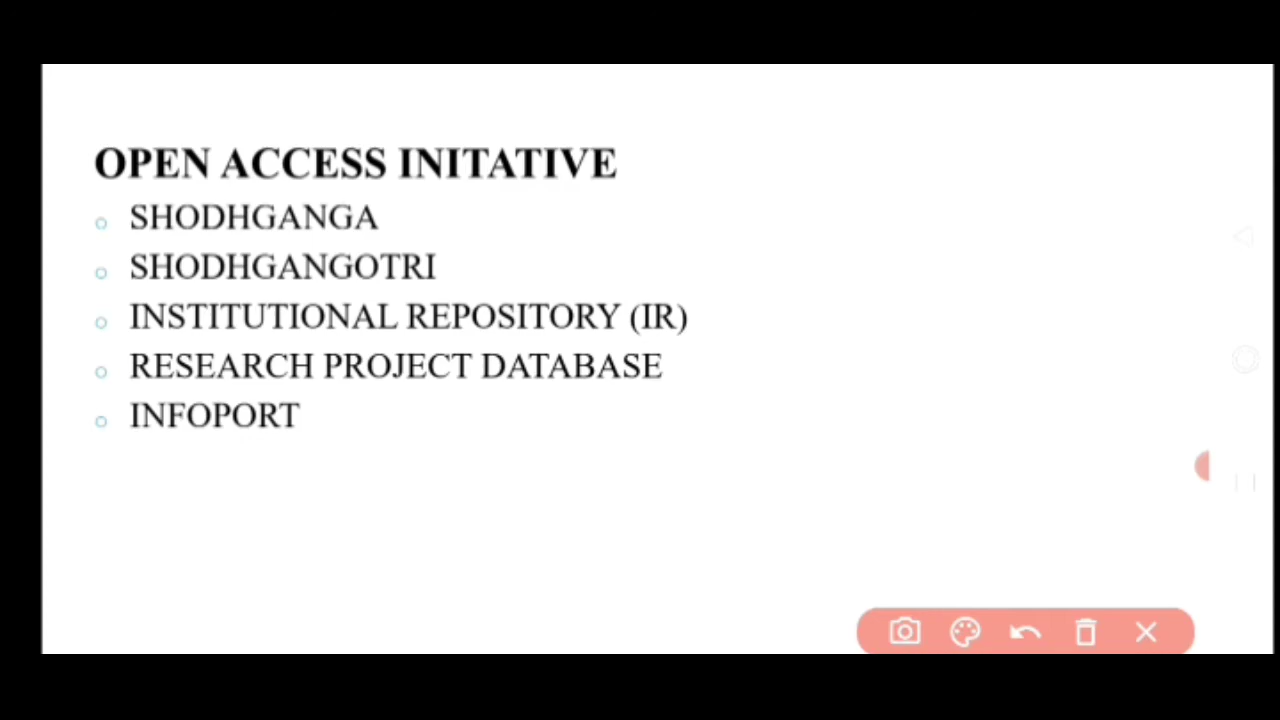 OPEN ACCESS INITATIVE
SHODHGANGA
SHODHGANGOTRI
INSTITUTIONAL REPOSITORY (IR)
RESEARCH PROJECT DATABASE
INFOPORT